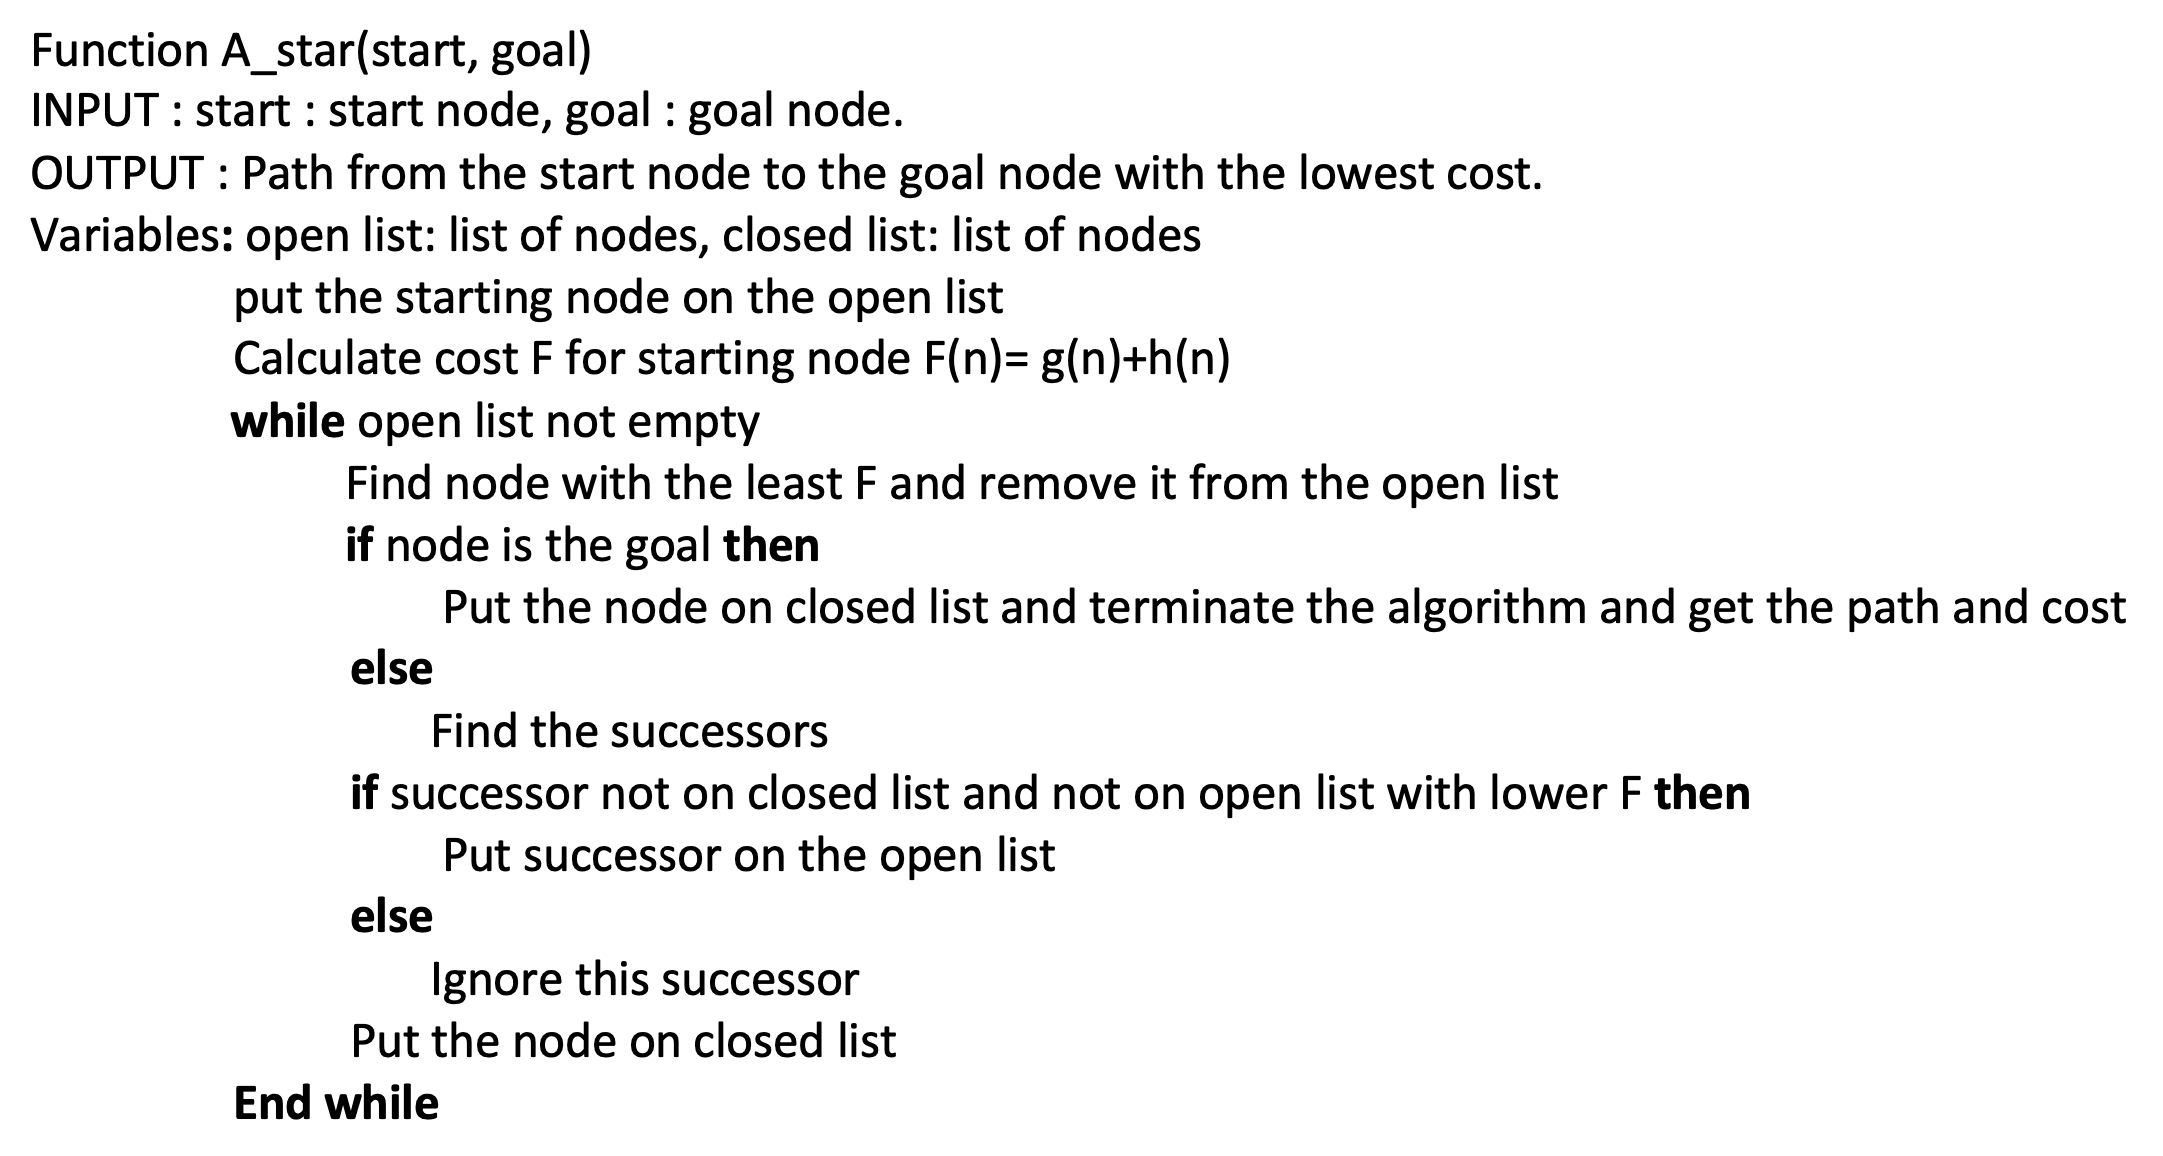 Function A_star(start, goal)
INPUT : start : start node, goal : goal node.
OUTPUT : Path from the start node to the goal node with the lowest cost.
Variables: open list: list of nodes, closed list: list of nodes
put the starting node on the open list
Calculate cost F for starting node F(n)= g(n)+h(n)
while open list not empty
Find node with the least F and remove it from the open list
if node is the goal then
Put the node on closed list and terminate the algorithm and get the path and cost
else
Find the successors
if successor not on closed list and not on open list with lower F then
Put successor on the open list
else
Ignore this successor
Put the node on closed list
End while